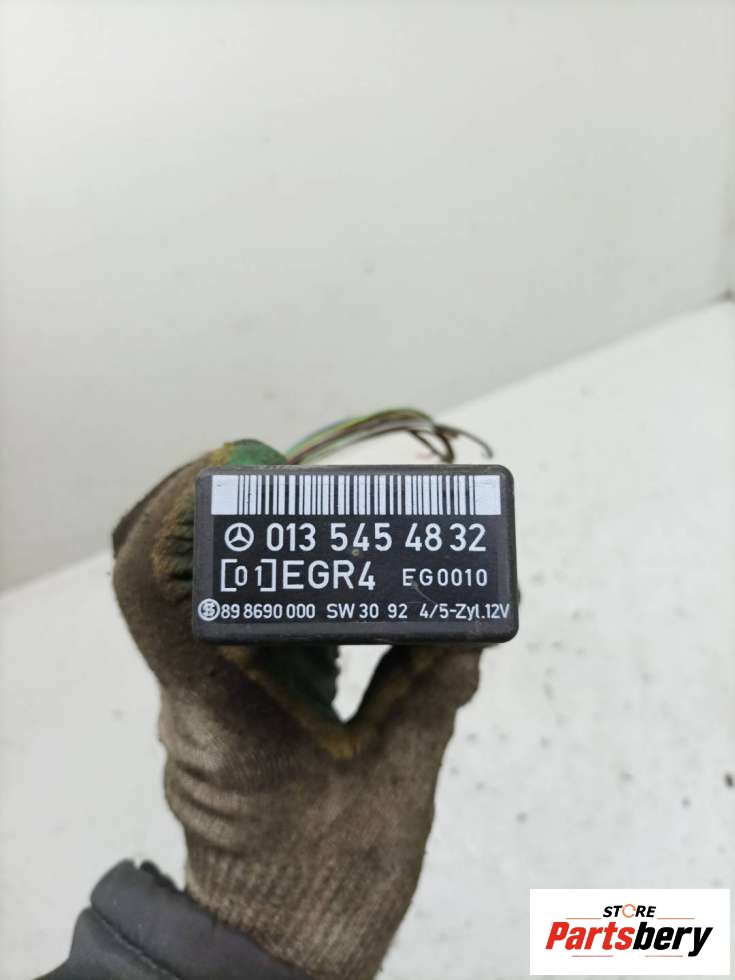 013 545 48 32
[01] EGR4 EG0010
89 8690 000 SW 30 92 4/5-Zyl.12V
STORE
Partsbery